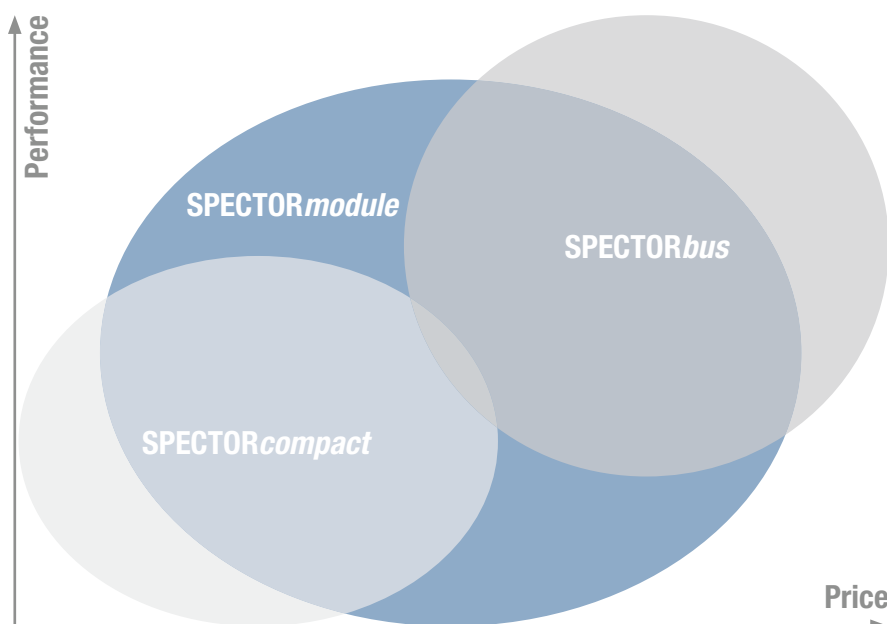 Performance
SPECTORmodule
SPECTORbus
SPECTORcompact
Price